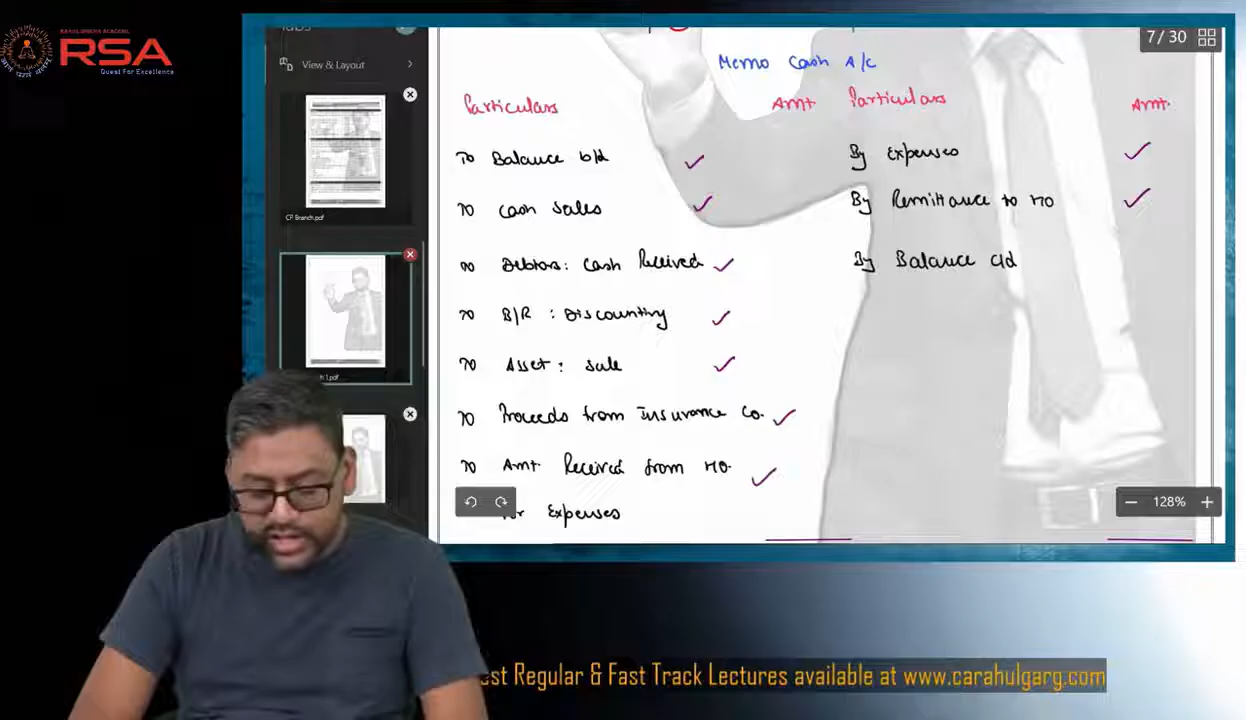 RSA
Quest For Excellence
View & Layout
7 / 30
CF Branch.pdf
Memo Cash A/c
Particulars Amt. Particulars Amt.
To Balance b/d By Expenses
To Cash Sales By Remittance to HO
To Debtors: Cash Received By Balance c/d
To B/R : Discounting
To Asset : Sale
To Proceeds from Insurance Co.
To Amt. Received from HO.
Expenses
128%
Regular & Fast Track Lectures available at www.carahulgarg.com